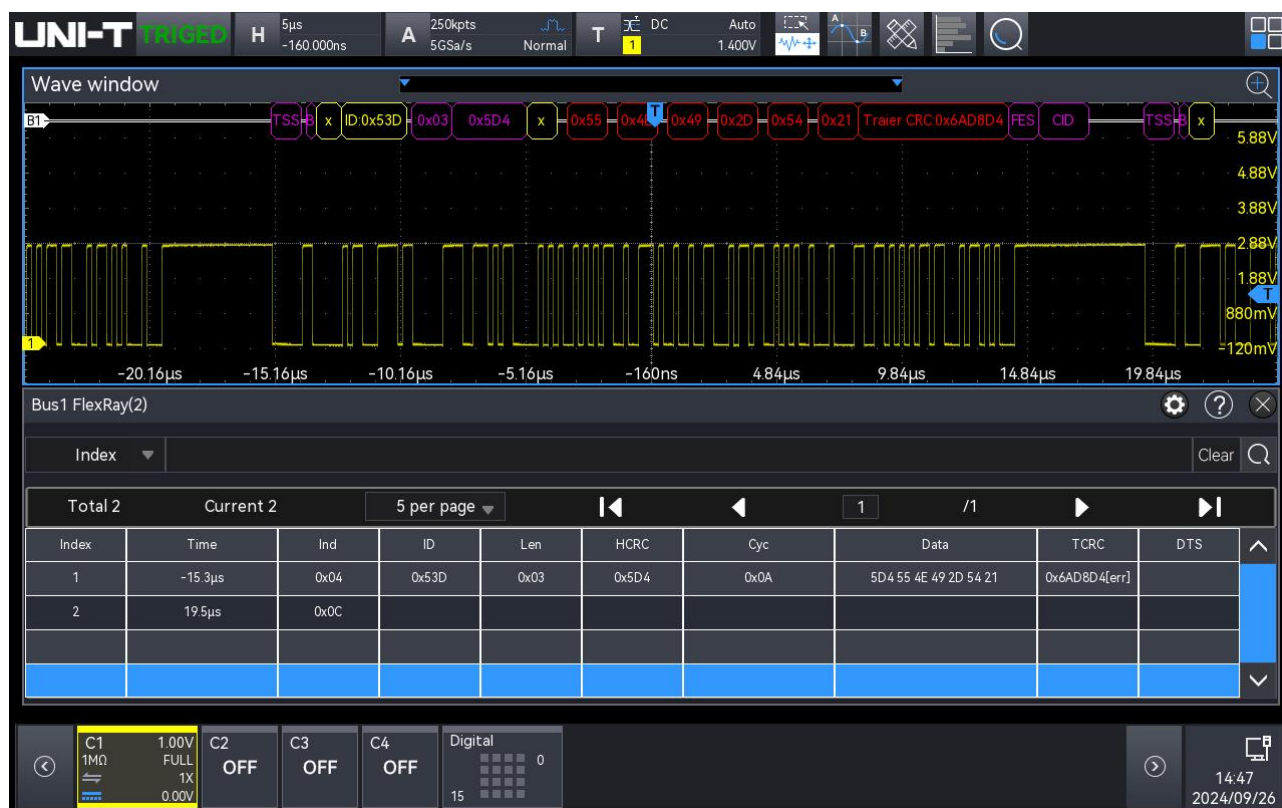 UNI-T TRIGED H 5µs -160.000ns A 250kpts 5GSa/s Normal T DC 1 Auto 1.400V A B
Wave window
B1 TSS B x ID:0x53D 0x03 0x5D4 x 0x55 T 0x49 0x2D 0x54 0x21 Traier CRC:0x6AD8D4 FES CID TSS B x
5.88V
4.88V
3.88V
2.88V
1.88V
T
880mV
1 -120mV
-20.16µs -15.16µs -10.16µs -5.16µs -160ns 4.84µs 9.84µs 14.84µs 19.84µs
Bus1 FlexRay(2) ?
Index Clear
Total 2 Current 2 5 per page 1 /1
Index Time Ind ID Len HCRC Cyc Data TCRC DTS
1 -15.3µs 0x04 0x53D 0x03 0x5D4 0x0A 5D4 55 4E 49 2D 54 21 0x6AD8D4[err]
2 19.5µs 0x0C
C1 1.00V C2 C3 C4 Digital
1MΩ FULL OFF OFF OFF 0
1X
0.00V 15
14:47
2024/09/26